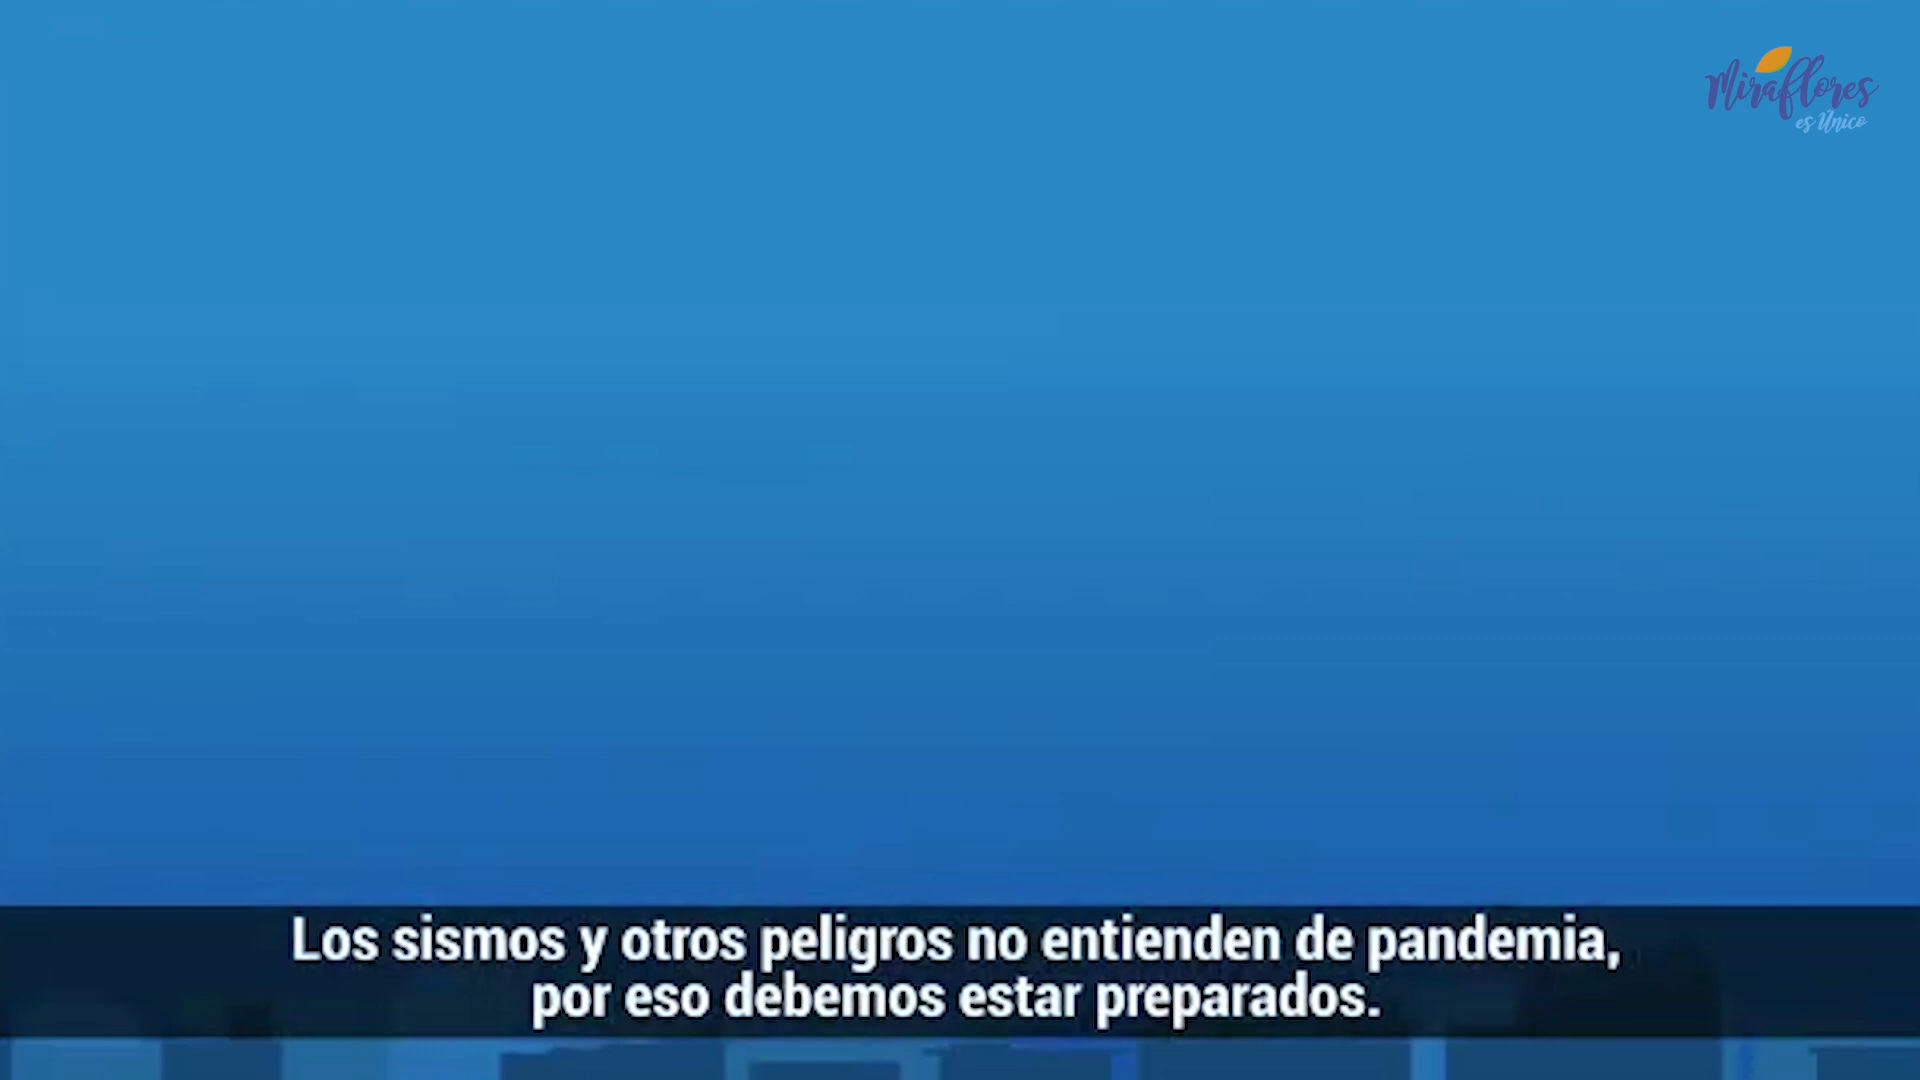 Miraflores
es Único
Los sismos y otros peligros no entienden de pandemia,
por eso debemos estar preparados.